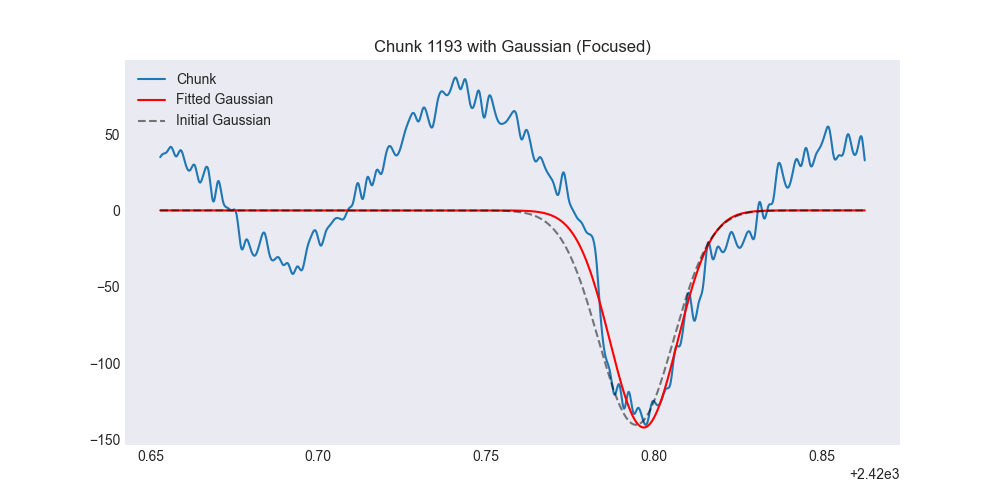 Chunk 1193 with Gaussian (Focused)
Chunk
Fitted Gaussian
Initial Gaussian
50
0
−50
−100
−150
0.65 0.70 0.75 0.80 0.85
+2.42e3